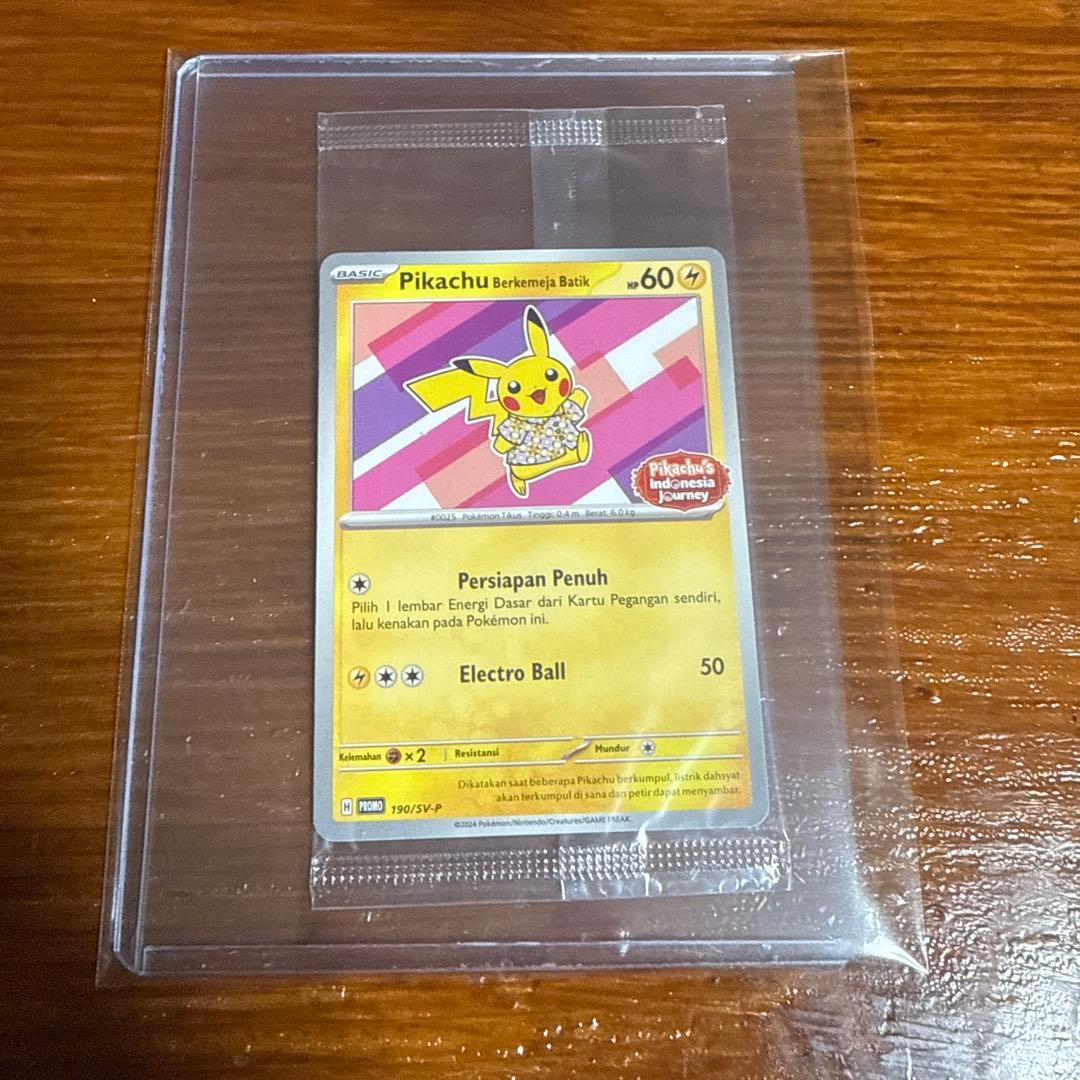 BASIC
Pikachu Berkemeja Batik
HP 60
Pikachu's
Indonesia
Journey
#0025 Pokémon Tikus Tinggi: 0.4 m Berat: 6.0 kg
Persiapan Penuh
Pilih 1 lembar Energi Dasar dari Kartu Pegangan sendiri,
lalu kenakan pada Pokémon ini.
Electro Ball 50
Kelemahan ×2 Resistansi Mundur
Dikatakan saat beberapa Pikachu berkumpul, listrik dahsyat
akan terkumpul di sana dan petir dapat menyambar.
H PROMO 190/SV-P
©2024 Pokémon/Nintendo/Creatures/GAME FREAK.